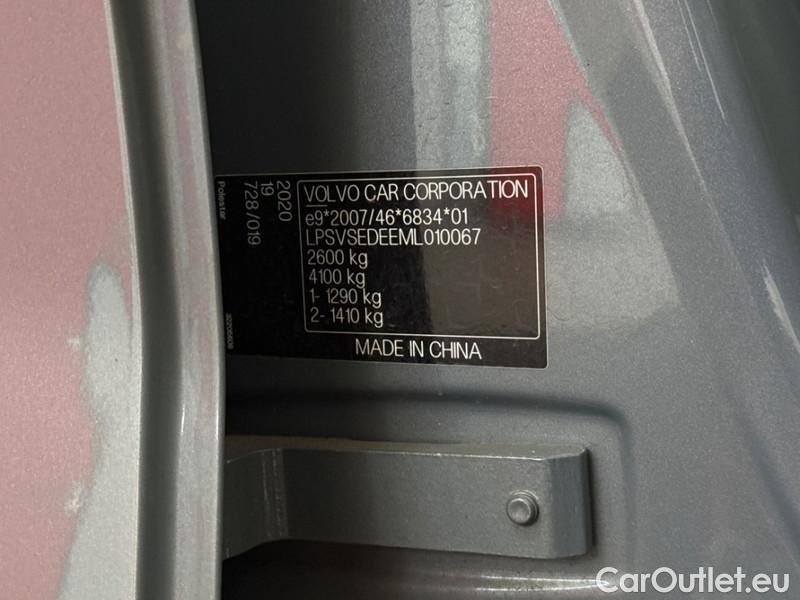 VOLVO CAR CORPORATION
e9*2007/46*6834*01
LPSVSEDEEML010067
2600 kg
4100 kg
1- 1290 kg
2- 1410 kg
MADE IN CHINA
2020
19
728/019
Polestar
32205608
CarOutlet.eu